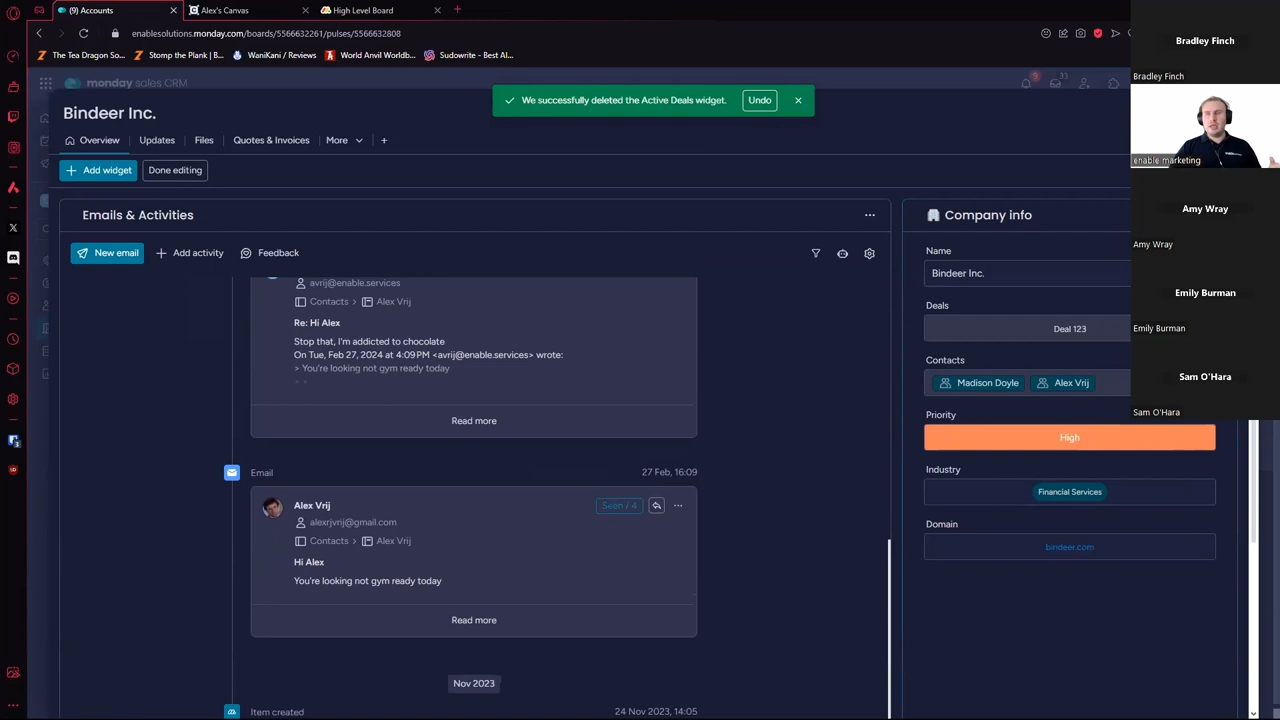 (9) Accounts
Alex's Canvas
High Level Board
enablesolutions.monday.com/boards/5566632261/pulses/5566632808
The Tea Dragon So...
Stomp the Plank | B...
WaniKani / Reviews
World Anvil Worldb...
Sudowrite - Best AI...
monday sales CRM
9
33
Bindeer Inc.
We successfully deleted the Active Deals widget.
Undo
Overview
Updates
Files
Quotes & Invoices
More
Add widget
Done editing
Emails & Activities
New email
Add activity
Feedback
avrij@enable.services
Contacts >
Alex Vrij
Re: Hi Alex
Stop that, I'm addicted to chocolate
On Tue, Feb 27, 2024 at 4:09 PM <avrij@enable.services> wrote:
> You're looking not gym ready today
Read more
Email
27 Feb, 16:09
Alex Vrij
Seen / 4
alexrjvrij@gmail.com
Contacts >
Alex Vrij
Hi Alex
You're looking not gym ready today
Read more
Nov 2023
Item created
24 Nov 2023, 14:05
Company info
Name
Bindeer Inc.
Deals
Deal 123
Contacts
Madison Doyle
Alex Vrij
Priority
High
Industry
Financial Services
Domain
bindeer.com
Bradley Finch
Bradley Finch
enable marketing
Amy Wray
Amy Wray
Emily Burman
Emily Burman
Sam O'Hara
Sam O'Hara